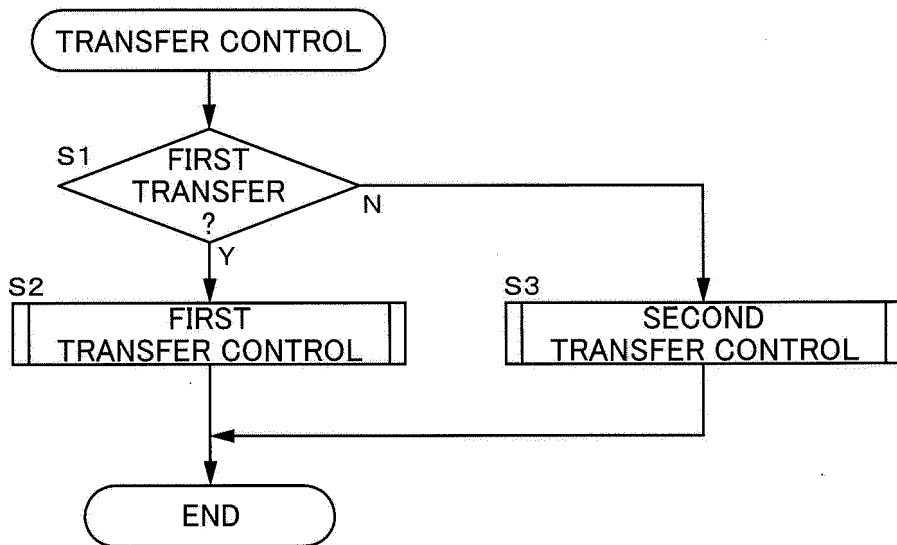 TRANSFER CONTROL
S1
FIRST
TRANSFER
?
N
Y
S2
FIRST
TRANSFER CONTROL
S3
SECOND
TRANSFER CONTROL
END